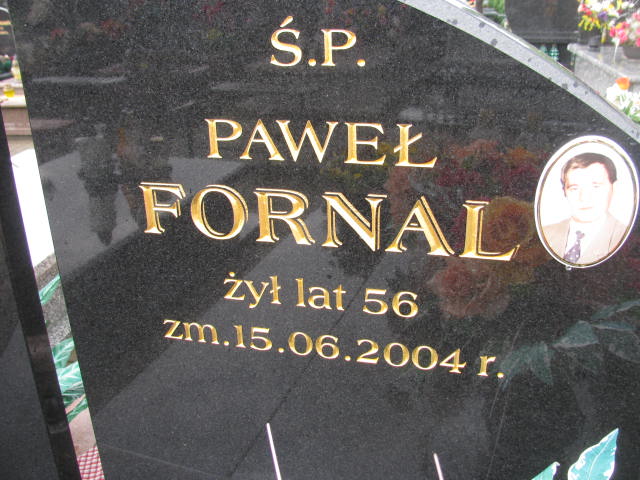 Ś.P.
PAWEŁ
FORNAL
żył lat 56
zm.15.06.2004 r.